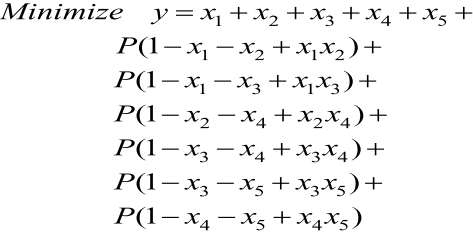 Minimize y = x₁ + x₂ + x₃ + x₄ + x₅ +
P(1− x₁ − x₂ + x₁x₂) +
P(1− x₁ − x₃ + x₁x₃) +
P(1− x₂ − x₄ + x₂x₄) +
P(1− x₃ − x₄ + x₃x₄) +
P(1− x₃ − x₅ + x₃x₅) +
P(1− x₄ − x₅ + x₄x₅)